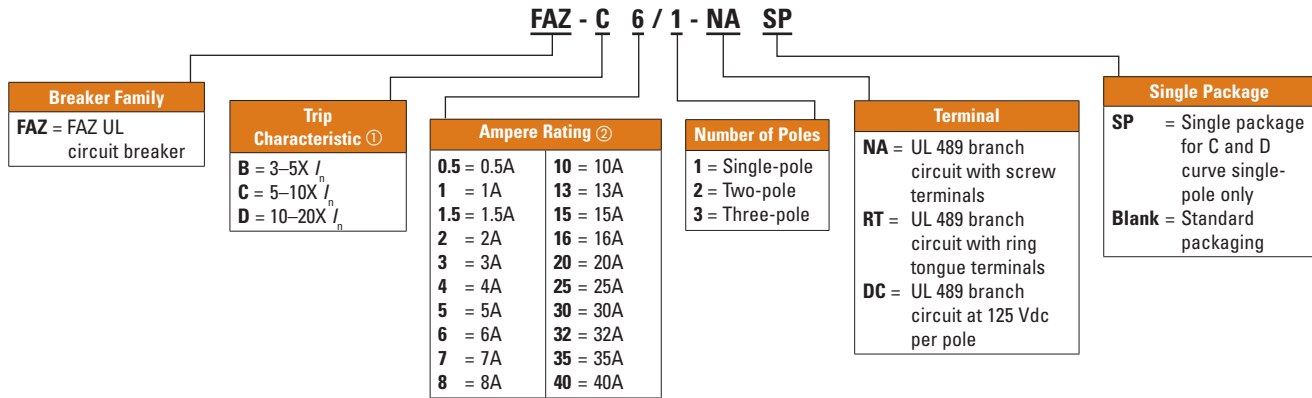 FAZ - C 6 / 1 - NA SP
Breaker Family
FAZ = FAZ UL
circuit breaker
Trip
Characteristic ①
B = 3–5X In
C = 5–10X In
D = 10–20X In
Ampere Rating ②
0.5 = 0.5A
1 = 1A
1.5 = 1.5A
2 = 2A
3 = 3A
4 = 4A
5 = 5A
6 = 6A
7 = 7A
8 = 8A
10 = 10A
13 = 13A
15 = 15A
16 = 16A
20 = 20A
25 = 25A
30 = 30A
32 = 32A
35 = 35A
40 = 40A
Number of Poles
1 = Single-pole
2 = Two-pole
3 = Three-pole
Terminal
NA = UL 489 branch
circuit with screw
terminals
RT = UL 489 branch
circuit with ring
tongue terminals
DC = UL 489 branch
circuit at 125 Vdc
per pole
Single Package
SP = Single package
for C and D
curve single-
pole only
Blank = Standard
packaging